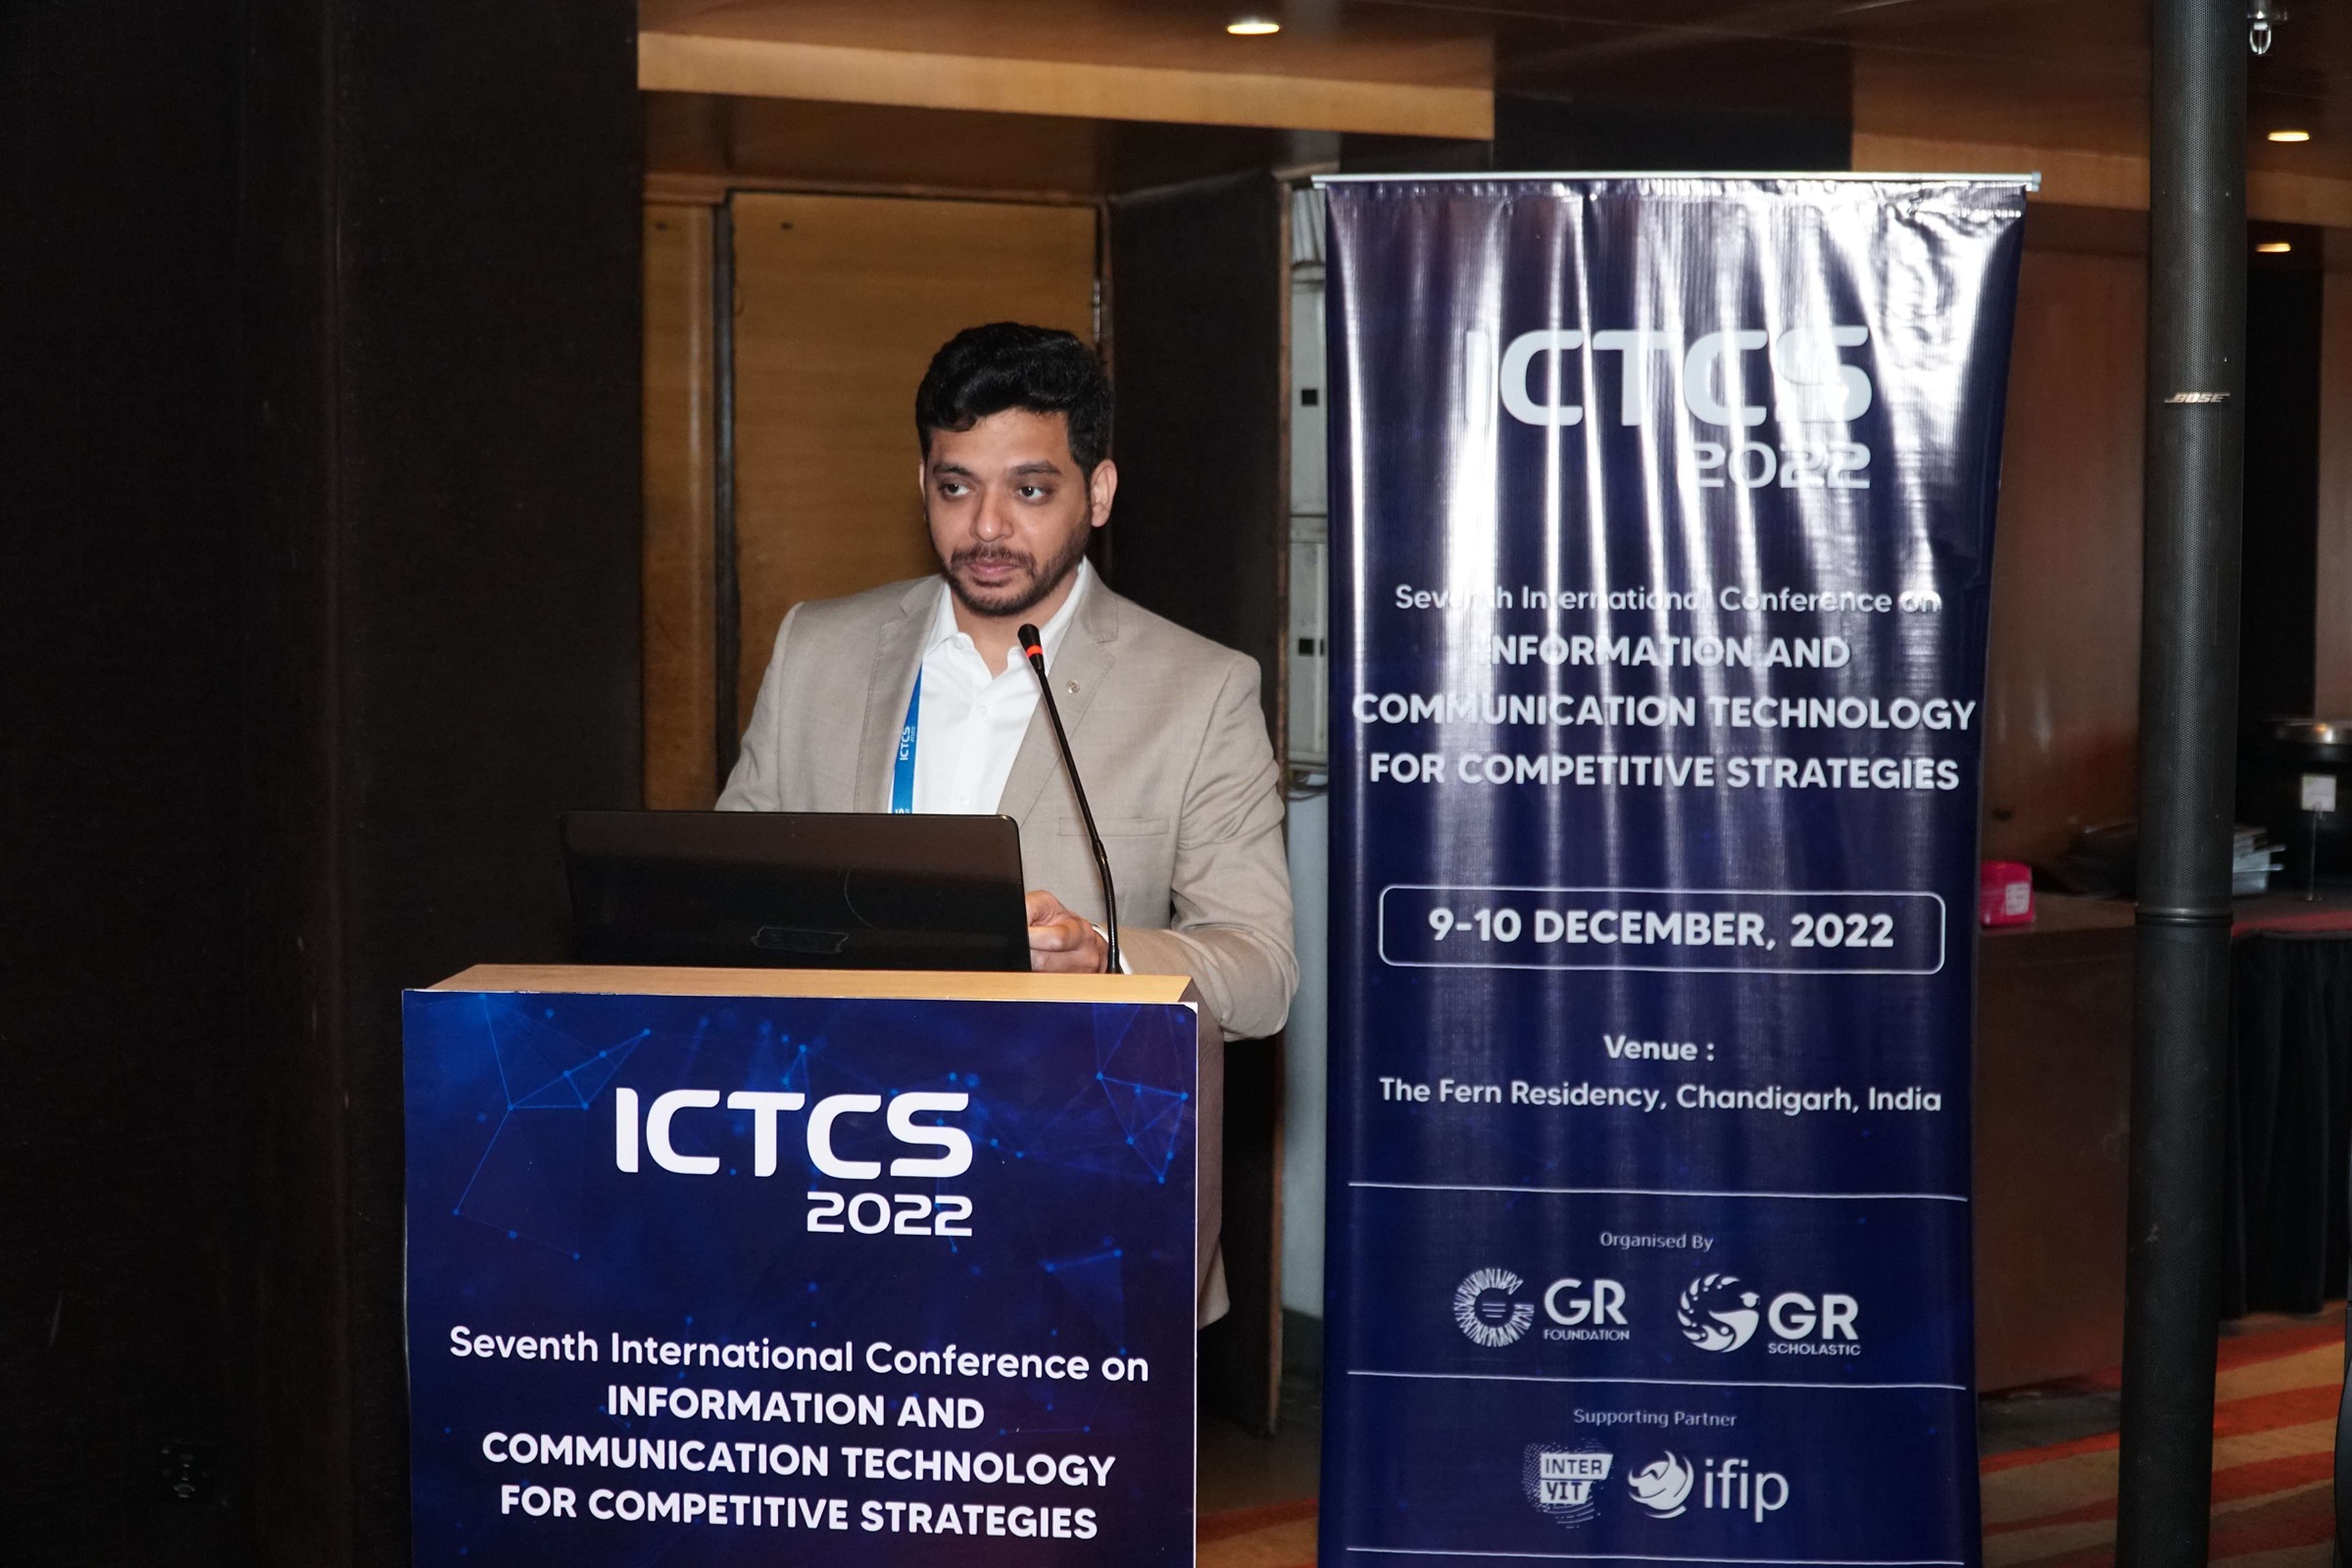 ICTCS
2022
Seventh International Conference on
INFORMATION AND
COMMUNICATION TECHNOLOGY
FOR COMPETITIVE STRATEGIES
ICTCS
2022
Seventh International Conference on
INFORMATION AND
COMMUNICATION TECHNOLOGY
FOR COMPETITIVE STRATEGIES
9-10 DECEMBER, 2022
Venue :
The Fern Residency, Chandigarh, India
Organised By
GR
FOUNDATION
GR
SCHOLASTIC
Supporting Partner
INTER
YIT
ifip
ICTCS
2022
BOSE